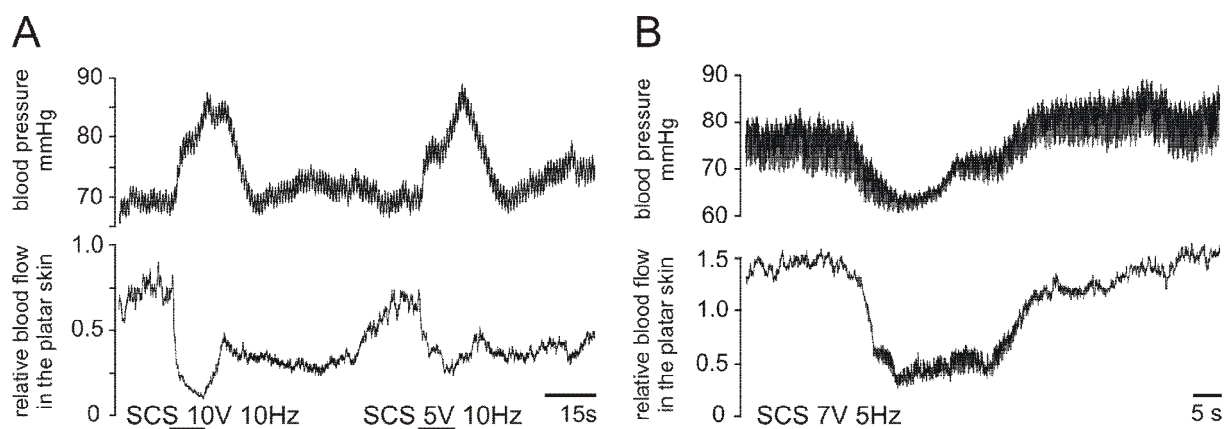 A
B
blood pressure
mmHg
90
80
70
relative blood flow
in the platar skin
1.0
0.5
0
SCS 10V 10Hz
SCS 5V 10Hz
15s
blood pressure
mmHg
90
80
70
60
relative blood flow
in the platar skin
1.5
1.0
0.5
0
SCS 7V 5Hz
5 s